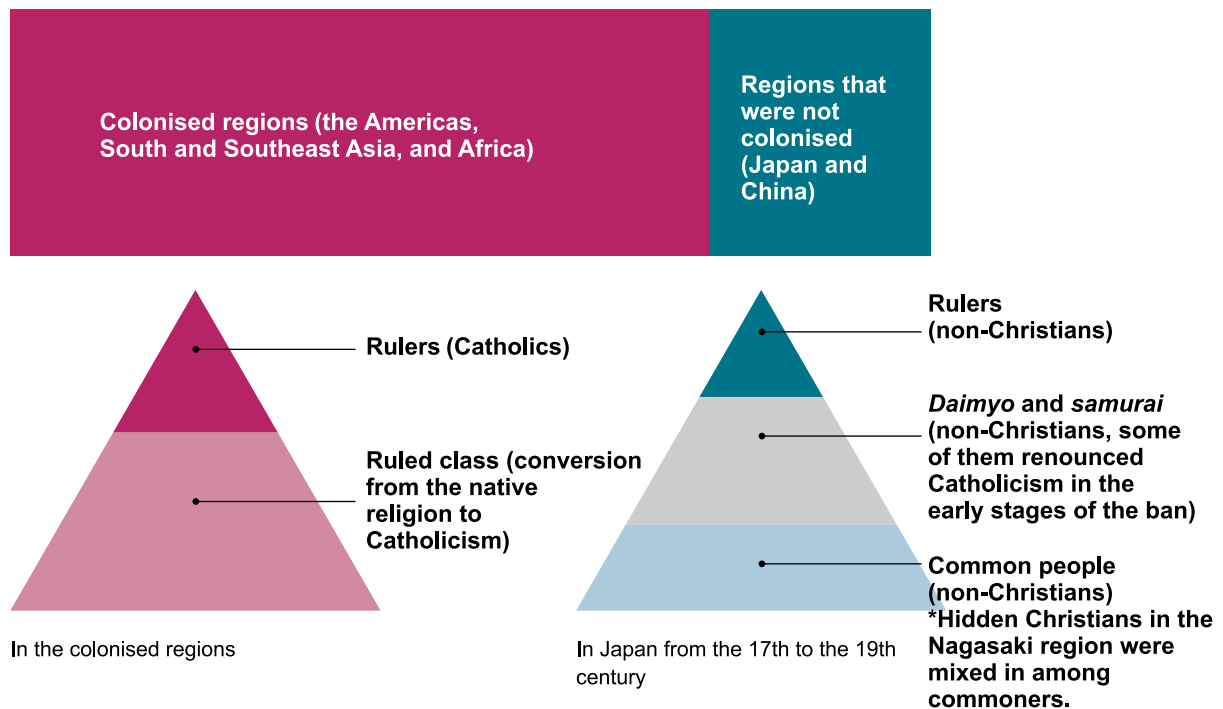 Colonised regions (the Americas,
South and Southeast Asia, and Africa)
Regions that
were not
colonised
(Japan and
China)
Rulers (Catholics)
Ruled class (conversion
from the native
religion to
Catholicism)
In the colonised regions
Rulers
(non-Christians)
Daimyo and samurai
(non-Christians, some
of them renounced
Catholicism in the
early stages of the ban)
Common people
(non-Christians)
*Hidden Christians in the
Nagasaki region were
mixed in among
commoners.
In Japan from the 17th to the 19th
century